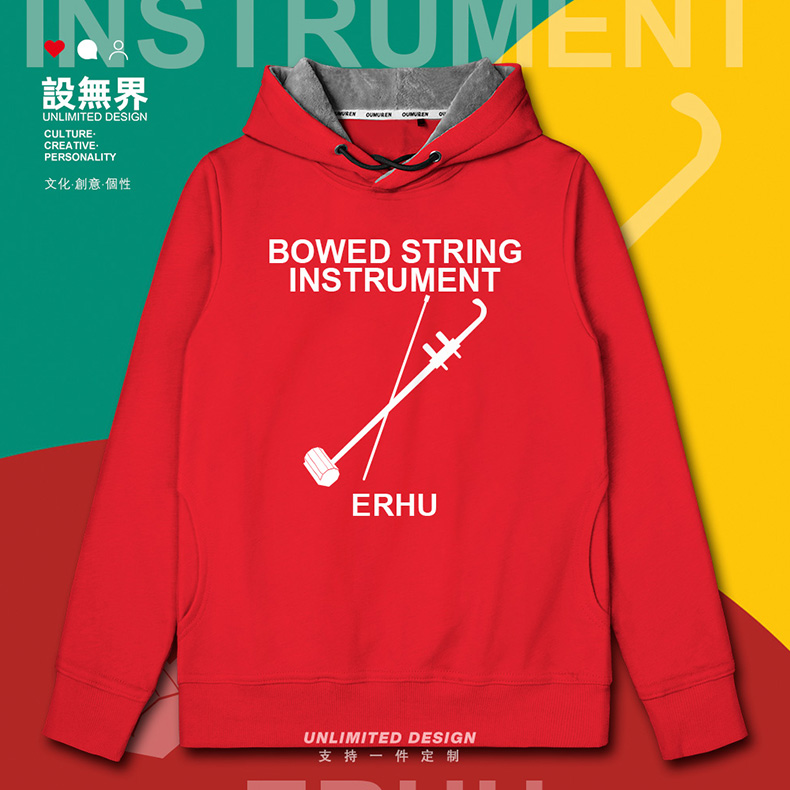 INSTRUMENT
設無界
UNLIMITED DESIGN
CULTURE·
CREATIVE·
PERSONALITY
文化·創意·個性
OUMUREN OUMUREN OUMUREN
BOWED STRING
INSTRUMENT
ERHU
UNLIMITED DESIGN
支持一件定制
ERHU